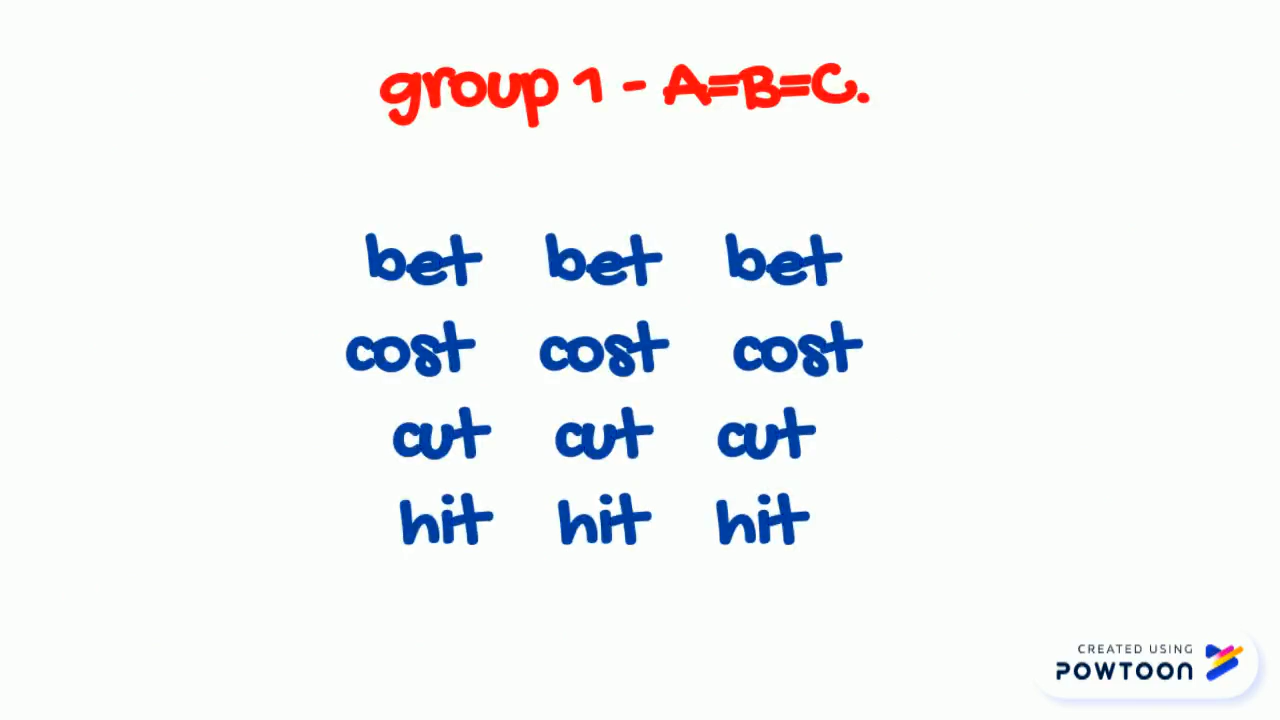 group 1 - A=B=C.
bet bet bet
cost cost cost
cut cut cut
hit hit hit
CREATED USING
POWTOON